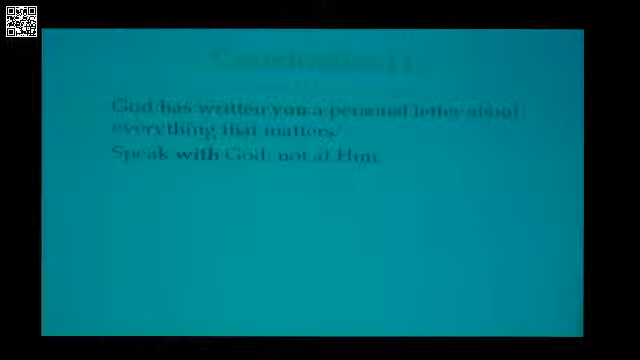 God has written you a personal letter about
everything that matters.
Speak with God, not at Him.